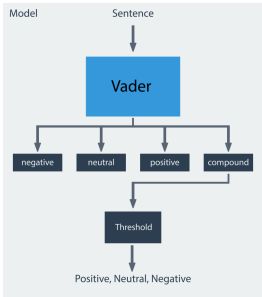 Model
Sentence
Vader
negative
neutral
positive
compound
Threshold
Positive, Neutral, Negative